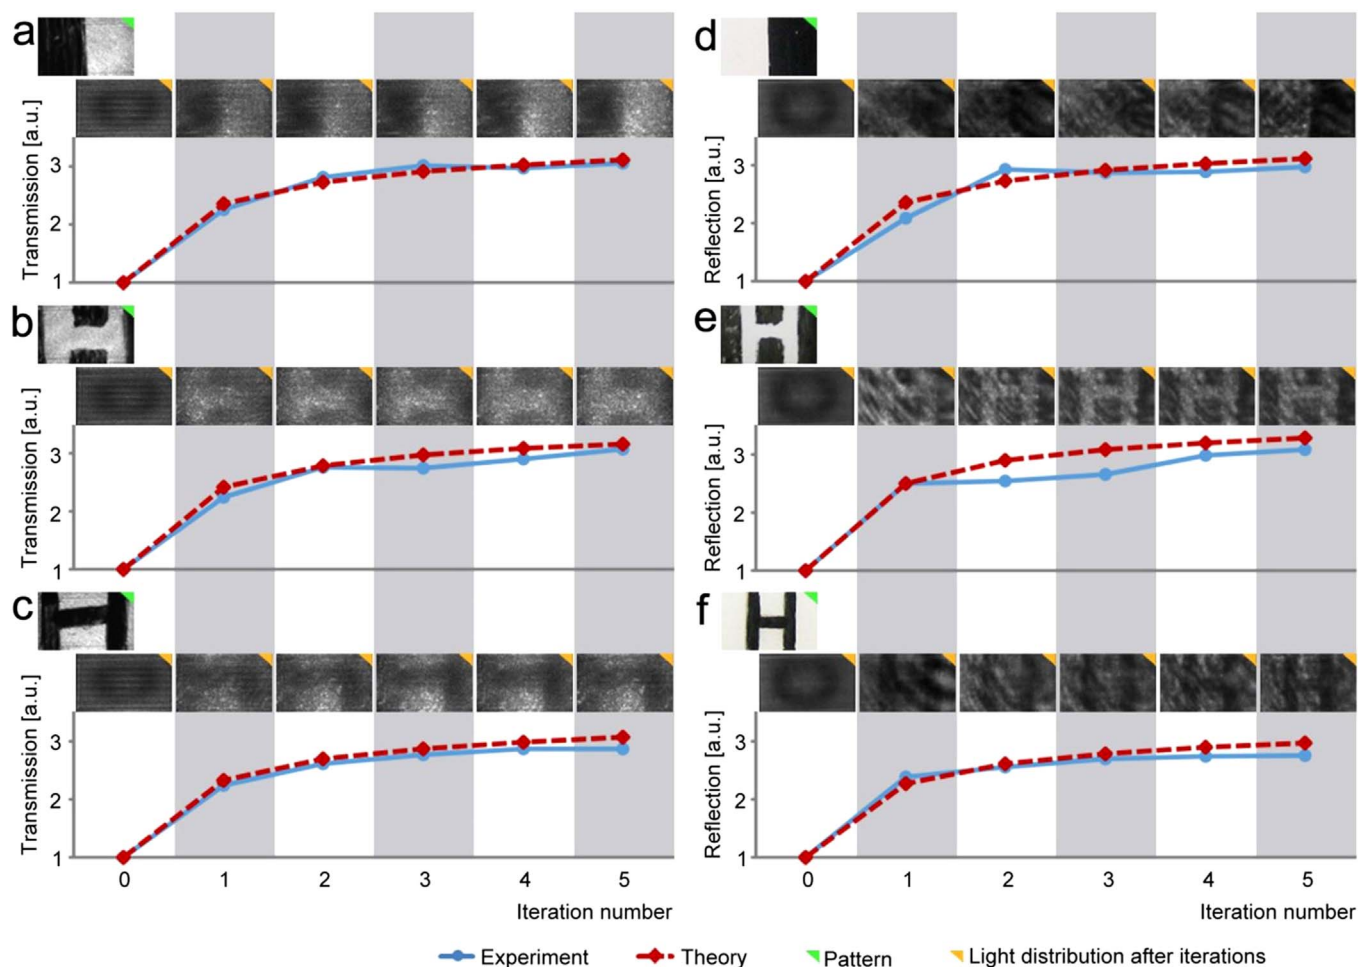 a
Transmission [a.u.]
3
2
1
b
Transmission [a.u.]
3
2
1
c
Transmission [a.u.]
3
2
1
0 1 2 3 4 5
Iteration number
d
Reflection [a.u.]
3
2
1
e
Reflection [a.u.]
3
2
1
f
Reflection [a.u.]
3
2
1
0 1 2 3 4 5
Iteration number
Experiment Theory Pattern Light distribution after iterations